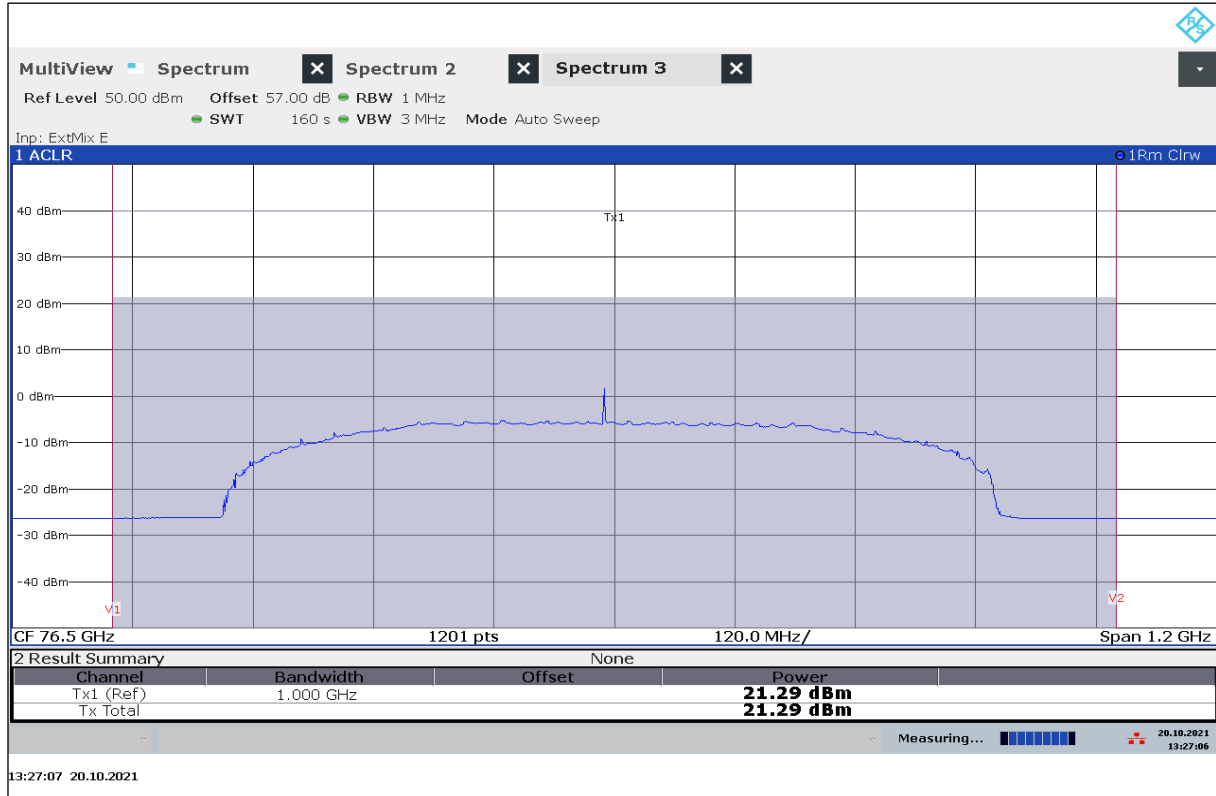 R&S
MultiView Spectrum X Spectrum 2 X Spectrum 3 X
Ref Level 50.00 dBm Offset 57.00 dB RBW 1 MHz
SWT 160 s VBW 3 MHz Mode Auto Sweep
Inp: ExtMix E
1 ACLR 1Rm Clrw
40 dBm
Tx1
30 dBm
20 dBm
10 dBm
0 dBm
-10 dBm
-20 dBm
-30 dBm
-40 dBm
V1 V2
CF 76.5 GHz 1201 pts 120.0 MHz/ Span 1.2 GHz
2 Result Summary None
Channel Bandwidth Offset Power
Tx1 (Ref) 1.000 GHz 21.29 dBm
Tx Total 21.29 dBm
~ ~ Measuring... 20.10.2021
13:27:06
13:27:07 20.10.2021